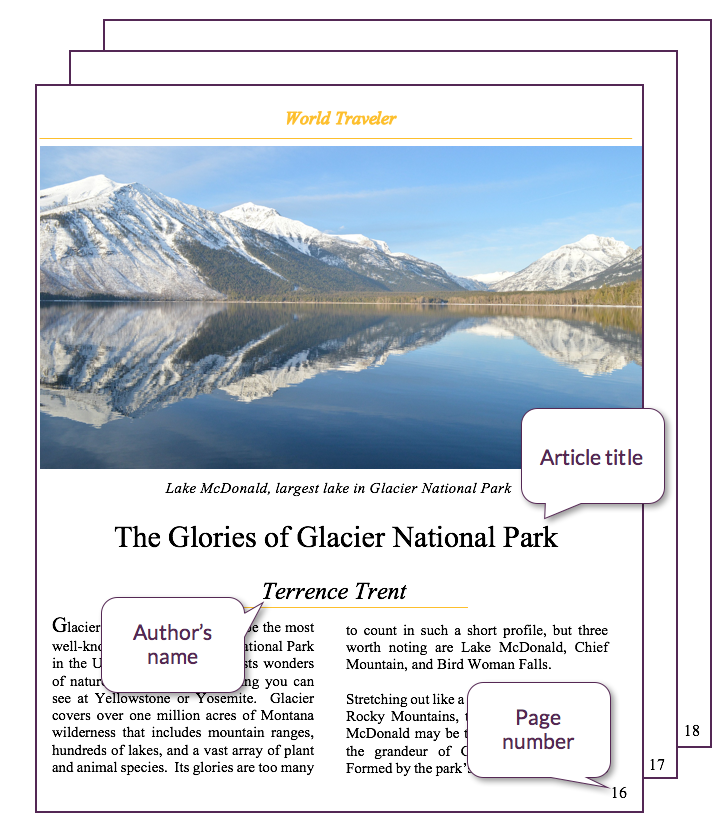 World Traveler
Article title
Lake McDonald, largest lake in Glacier National Park
The Glories of Glacier National Park
Terrence Trent
Author's
name
Glacier
e the most
well-kno
ational Park
in the U
sts wonders
of natur
ng you can
see at Yellowstone or Yosemite. Glacier
covers over one million acres of Montana
wilderness that includes mountain ranges,
hundreds of lakes, and a vast array of plant
and animal species. Its glories are too many
to count in such a short profile, but three
worth noting are Lake McDonald, Chief
Mountain, and Bird Woman Falls.
Stretching out like a
Rocky Mountains,
McDonald may be
the grandeur of
Formed by the park's
Page
number
16
17
18